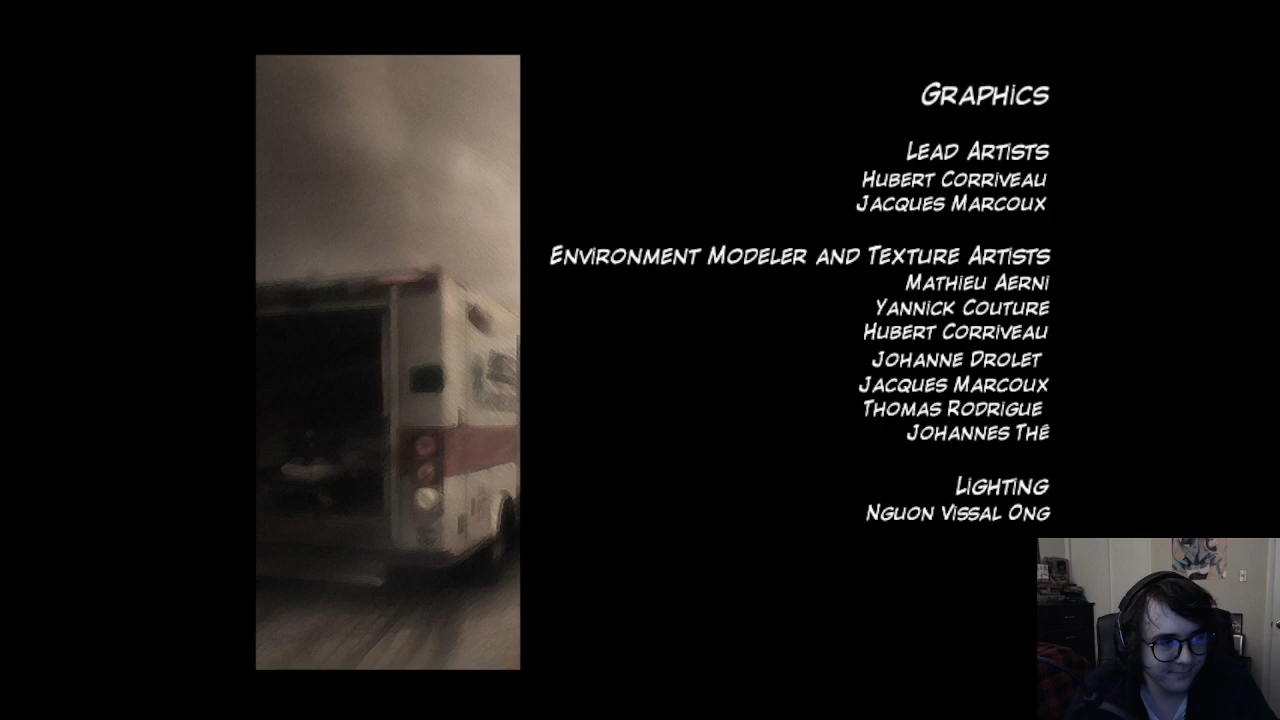 GRAPHICS
LEAD ARTISTS
HUBERT CORRIVEAU
JACQUES MARCOUX
ENVIRONMENT MODELER AND TEXTURE ARTISTS
MATHIEU AERNI
YANNICK COUTURE
HUBERT CORRIVEAU
JOHANNE DROLET
JACQUES MARCOUX
THOMAS RODRIGUE
JOHANNES THÊ
LIGHTING
NGUON VISSAL ONG